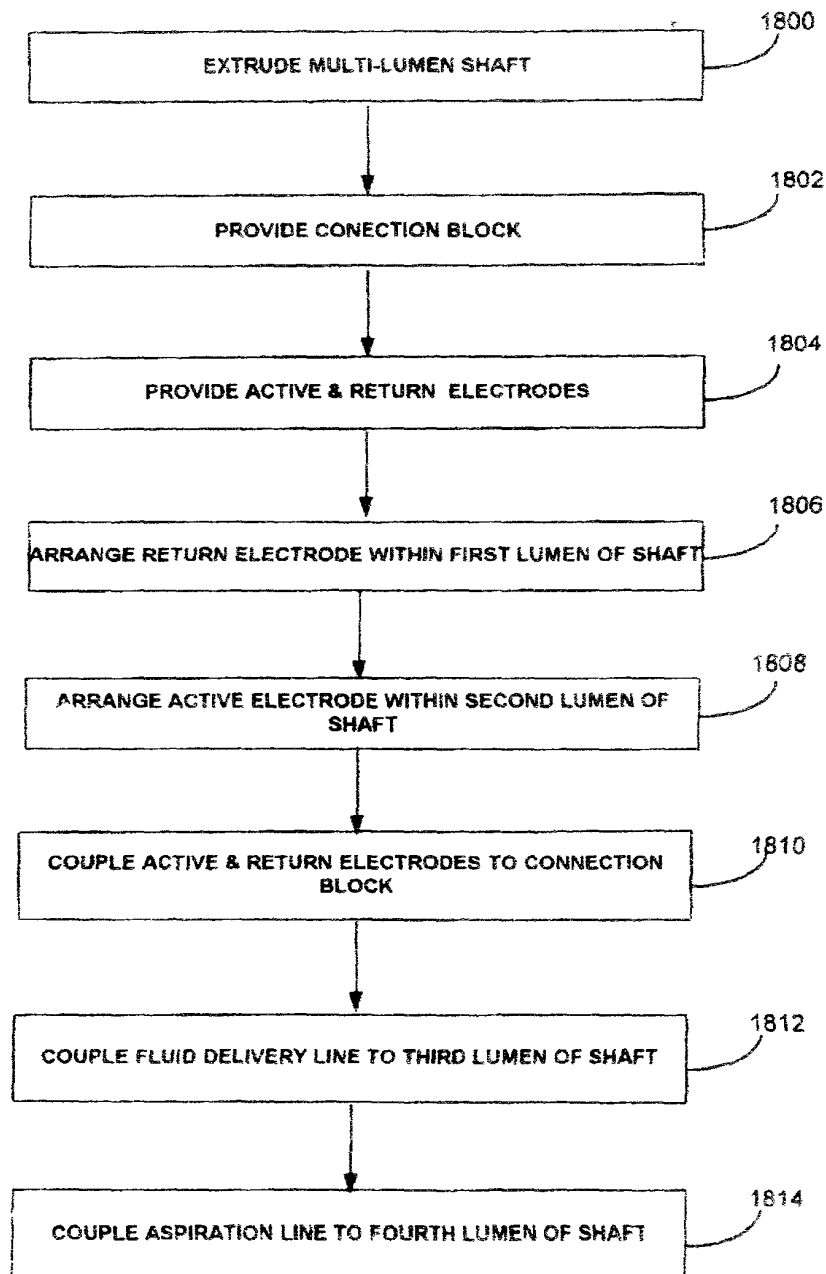 1800
EXTRUDE MULTI-LUMEN SHAFT
1802
PROVIDE CONECTION BLOCK
1804
PROVIDE ACTIVE & RETURN ELECTRODES
1806
ARRANGE RETURN ELECTRODE WITHIN FIRST LUMEN OF SHAFT
1808
ARRANGE ACTIVE ELECTRODE WITHIN SECOND LUMEN OF
SHAFT
1810
COUPLE ACTIVE & RETURN ELECTRODES TO CONNECTION
BLOCK
1812
COUPLE FLUID DELIVERY LINE TO THIRD LUMEN OF SHAFT
1814
COUPLE ASPIRATION LINE TO FOURTH LUMEN OF SHAFT